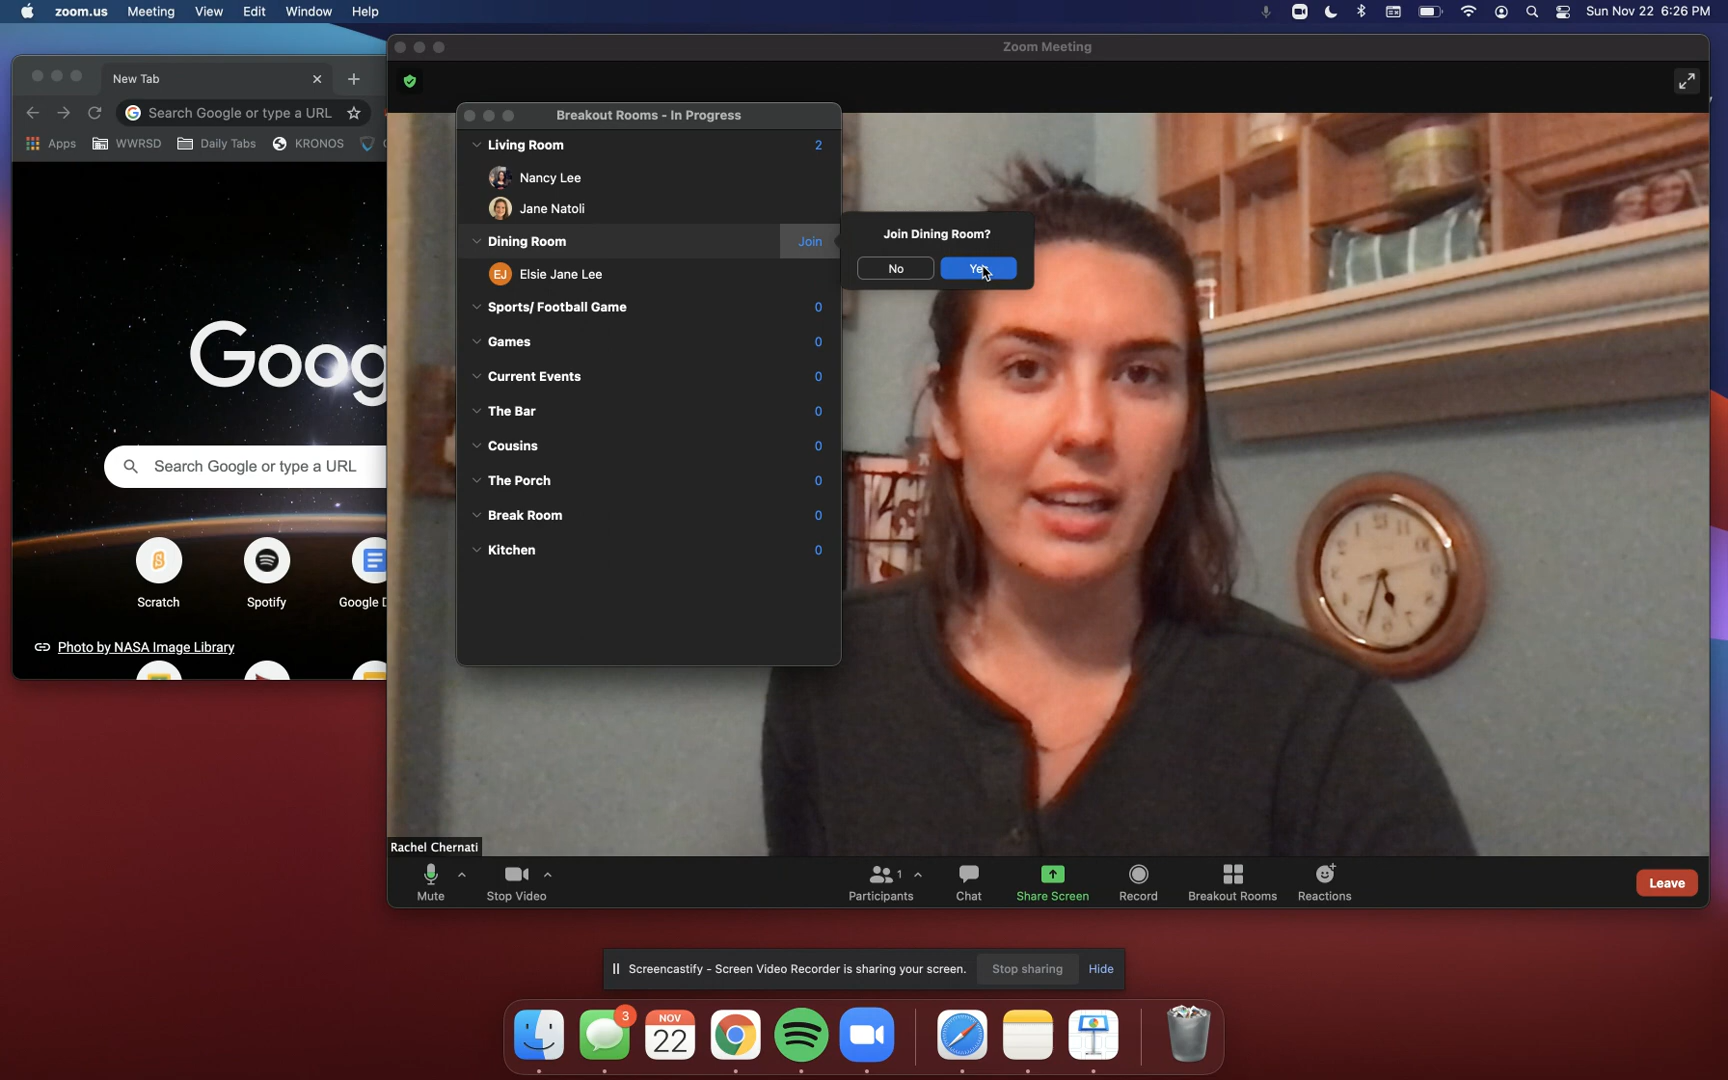 zoom.us Meeting View Edit Window Help
Sun Nov 22 6:26 PM
Zoom Meeting
New Tab
Search Google or type a URL
Apps WWRSD Daily Tabs KRONOS
Breakout Rooms - In Progress
Living Room 2
Nancy Lee
Jane Natoli
Dining Room Join
EJ Elsie Jane Lee
Sports/ Football Game 0
Games 0
Current Events 0
The Bar 0
Cousins 0
The Porch 0
Break Room 0
Kitchen 0
Join Dining Room?
No Yes
Goog
Search Google or type a URL
Scratch Spotify Google D
Photo by NASA Image Library
Rachel Chernati
Mute Stop Video Participants 1 Chat Share Screen Record Breakout Rooms Reactions Leave
Screencastify - Screen Video Recorder is sharing your screen. Stop sharing Hide
3
NOV
22